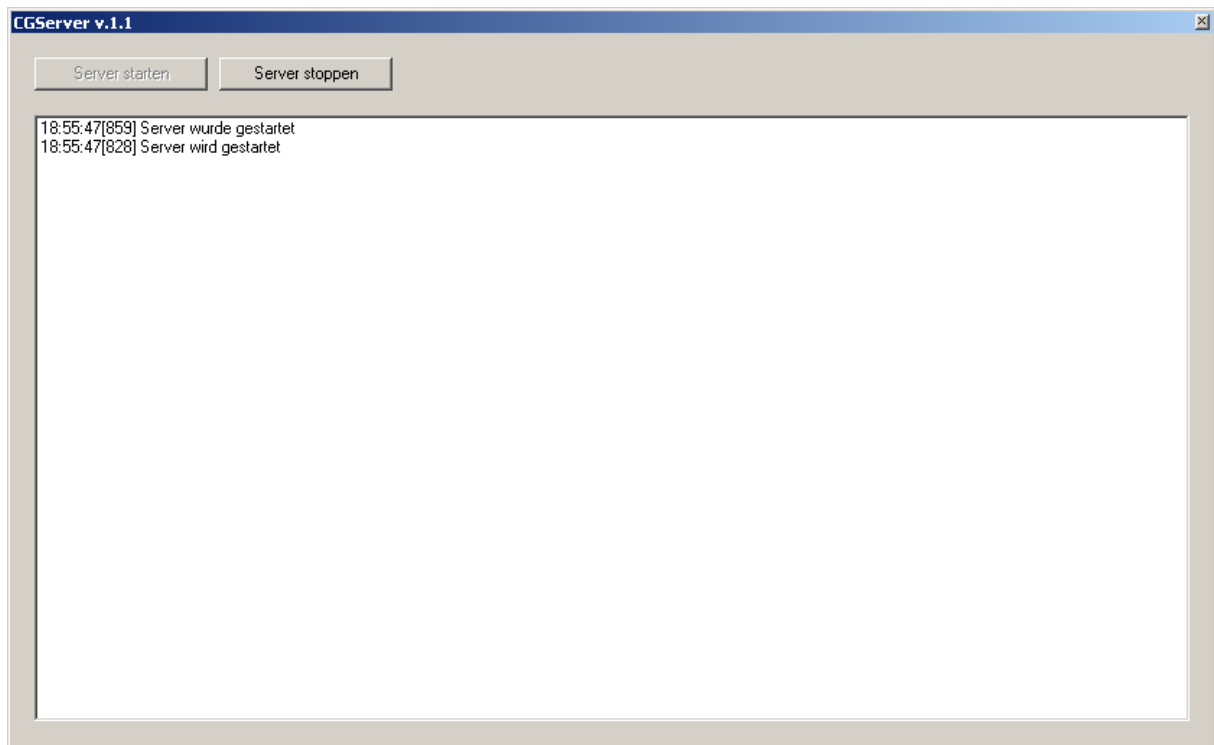 CGServer v.1.1
Server starten
Server stoppen
18:55:47[859] Server wurde gestartet
18:55:47[828] Server wird gestartet